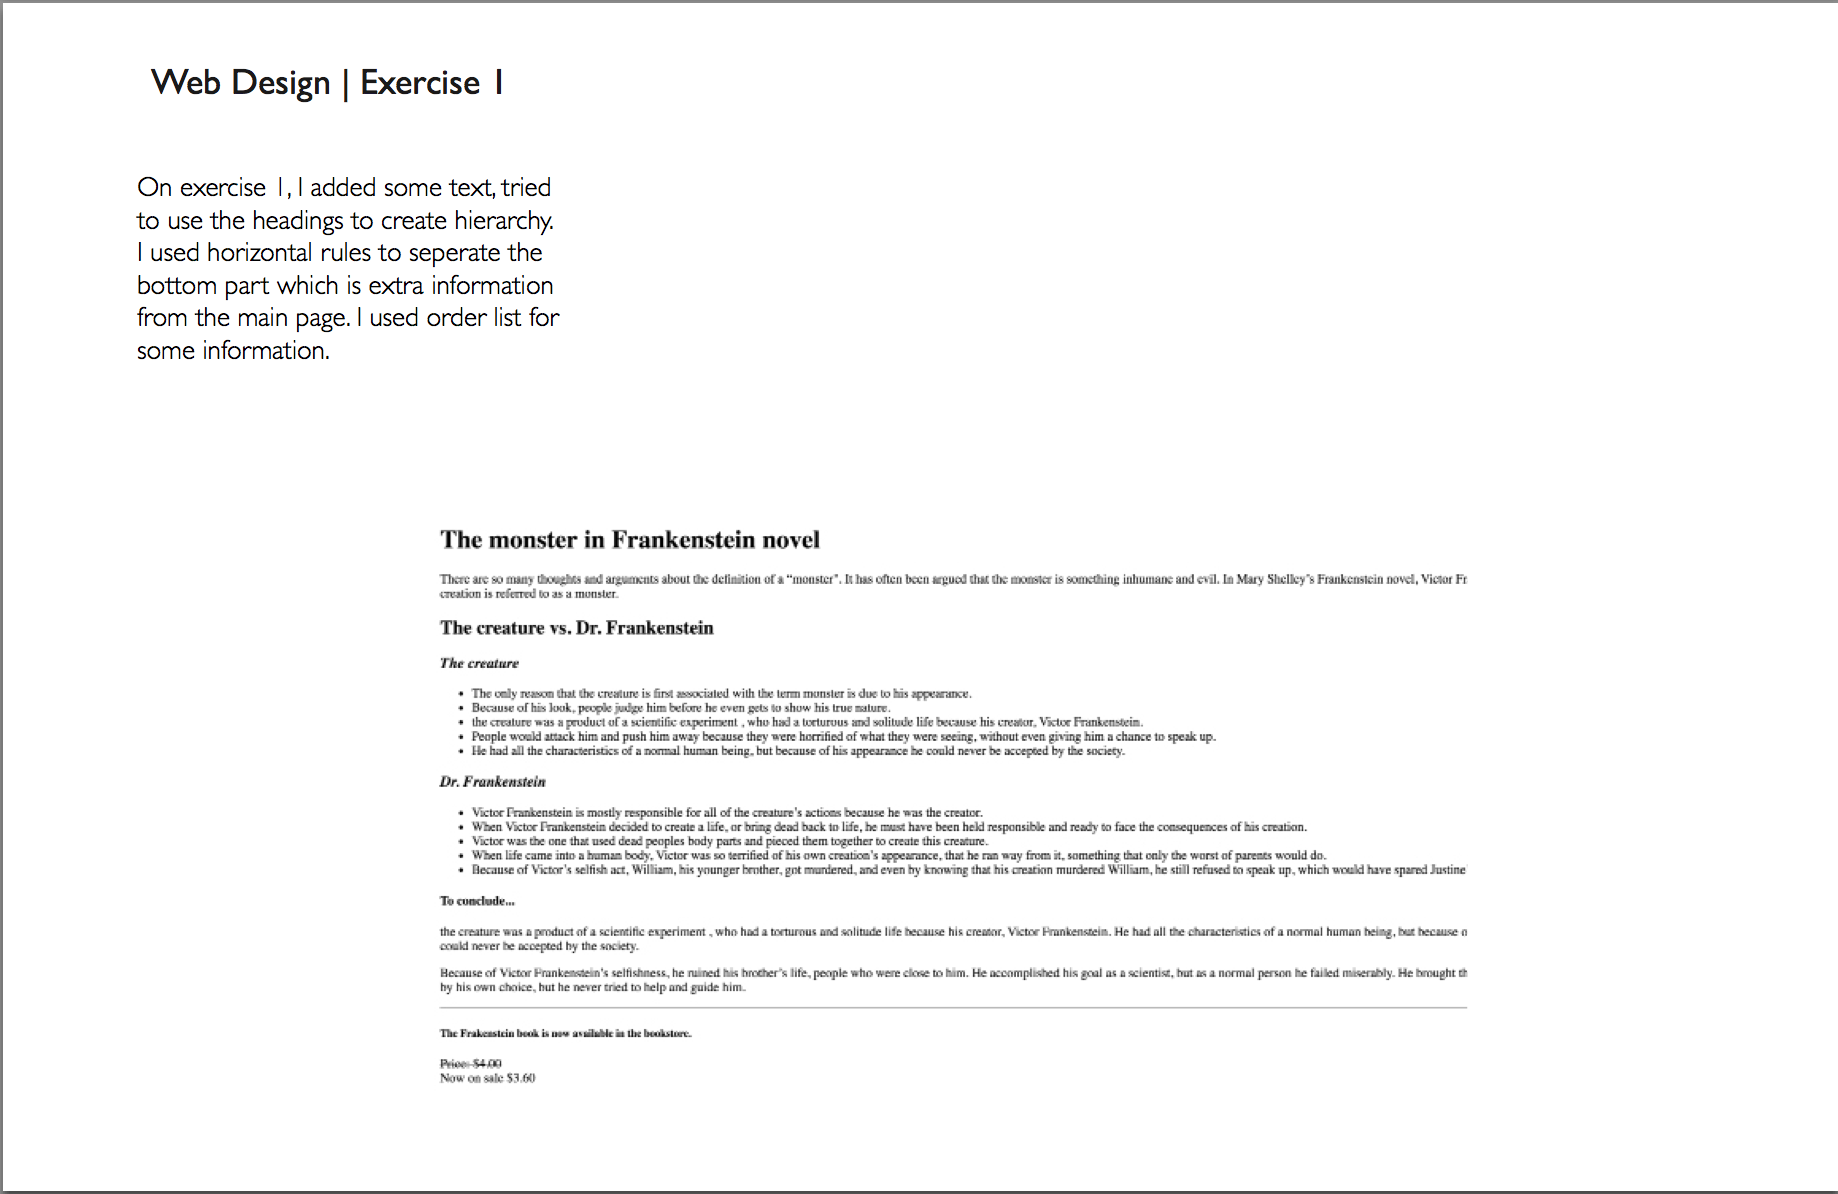 Web Design | Exercise 1
On exercise 1, I added some text, tried
to use the headings to create hierarchy.
I used horizontal rules to seperate the
bottom part which is extra information
from the main page. I used order list for
some information.
The monster in Frankenstein novel
There are so many thoughts and arguments about the definition of a “monster”. It has often been argued that the monster is something inhumane and evil. In Mary Shelley’s Frankenstein novel, Victor Fr
creation is referred to as a monster.
The creature vs. Dr. Frankenstein
The creature
• The only reason that the creature is first associated with the term monster is due to his appearance.
• Because of his look, people judge him before he even gets to show his true nature.
• the creature was a product of a scientific experiment , who had a torturous and solitude life because his creator, Victor Frankenstein.
• People would attack him and push him away because they were horrified of what they were seeing, without even giving him a chance to speak up.
• He had all the characteristics of a normal human being, but because of his appearance he could never be accepted by the society.
Dr. Frankenstein
• Victor Frankenstein is mostly responsible for all of the creature’s actions because he was the creator.
• When Victor Frankenstein decided to create a life, or bring dead back to life, he must have been held responsible and ready to face the consequences of his creation.
• Victor was the one that used dead peoples body parts and pieced them together to create this creature.
• When life came into a human body, Victor was so terrified of his own creation’s appearance, that he ran way from it, something that only the worst of parents would do.
• Because of Victor’s selfish act, William, his younger brother, got murdered, and even by knowing that his creation murdered William, he still refused to speak up, which would have spared Justine
To conclude...
the creature was a product of a scientific experiment , who had a torturous and solitude life because his creator, Victor Frankenstein. He had all the characteristics of a normal human being, but because o
could never be accepted by the society.
Because of Victor Frankenstein’s selfishness, he ruined his brother’s life, people who were close to him. He accomplished his goal as a scientist, but as a normal person he failed miserably. He brought th
by his own choice, but he never tried to help and guide him.
The Frakenstein book is now available in the bookstore.
Price: $4.00
Now on sale $3.60